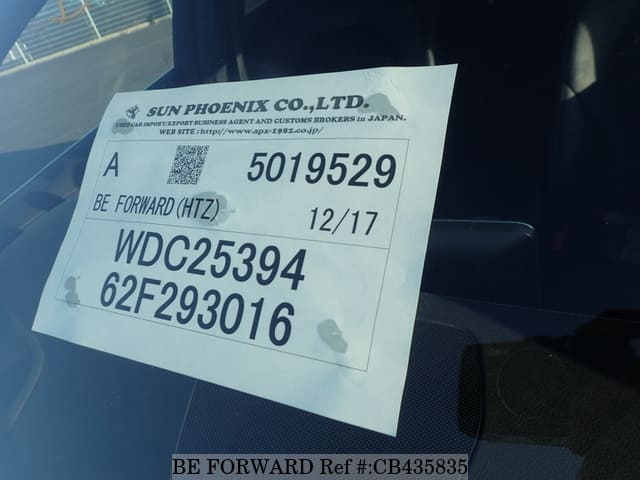 SUN PHOENIX CO.,LTD.
USED CAR IMPORT/EXPORT BUSINESS AGENT AND CUSTOMS BROKERS in JAPAN.
WEB SITE : http://www.spx-1982.co.jp/
A 5019529
BE FORWARD(HTZ) 12/17
WDC25394
62F293016
BE FORWARD Ref #:CB435835